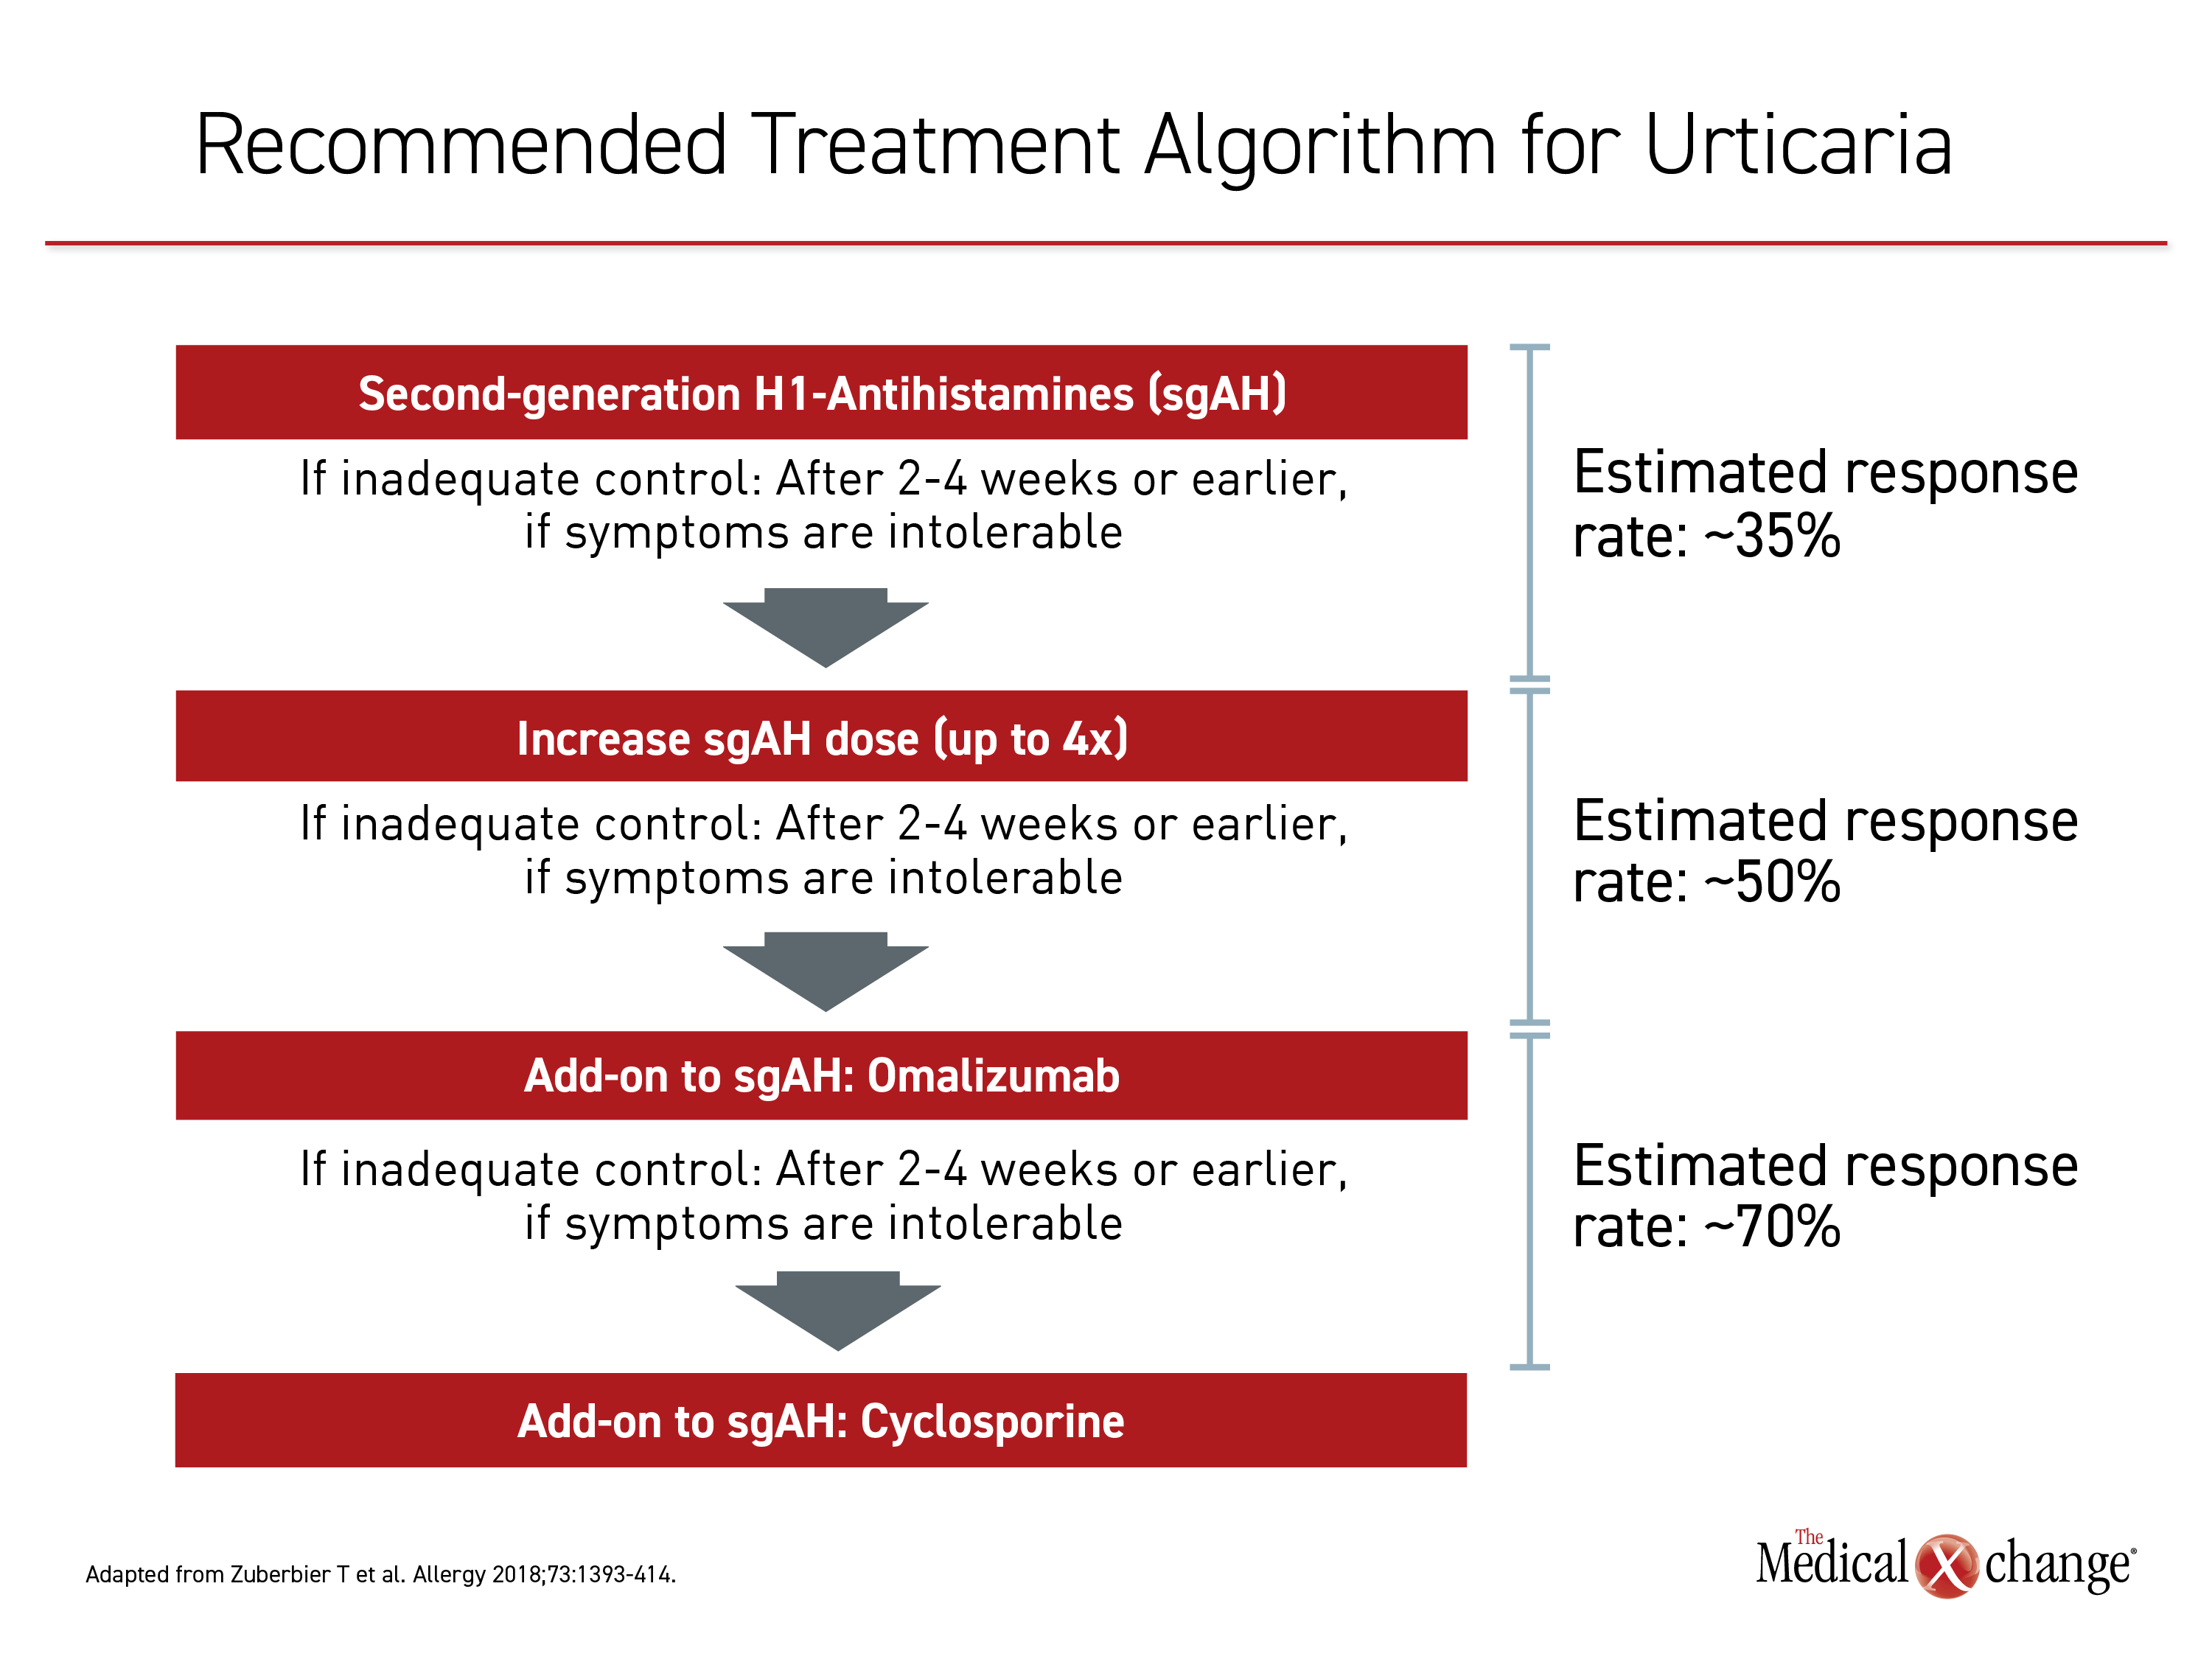 Recommended Treatment Algorithm for Urticaria
Second-generation H1-Antihistamines (sgAH)
If inadequate control: After 2-4 weeks or earlier,
if symptoms are intolerable
Estimated response
rate: ~35%
Increase sgAH dose (up to 4x)
If inadequate control: After 2-4 weeks or earlier,
if symptoms are intolerable
Estimated response
rate: ~50%
Add-on to sgAH: Omalizumab
If inadequate control: After 2-4 weeks or earlier,
if symptoms are intolerable
Estimated response
rate: ~70%
Add-on to sgAH: Cyclosporine
Adapted from Zuberbier T et al. Allergy 2018;73:1393-414.
The
Medical Xchange®